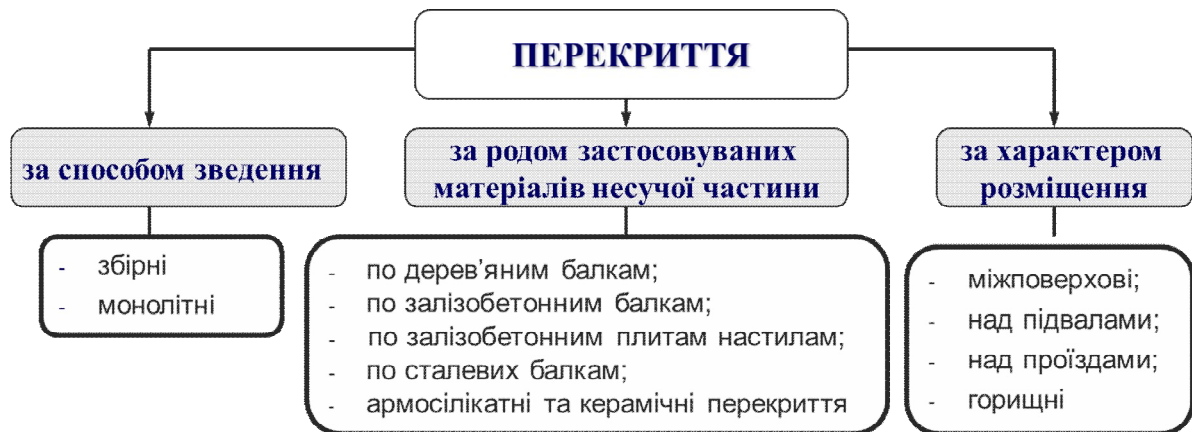 ПЕРЕКРИТТЯ
за способом зведення
- збірні
- монолітні
за родом застосовуваних
матеріалів несучої частини
- по дерев’яним балкам;
- по залізобетонним балкам;
- по залізобетонним плитам настилам;
- по сталевих балкам;
- армосілікатні та керамічні перекриття
за характером
розміщення
- міжповерхові;
- над підвалами;
- над проїздами;
- горищні